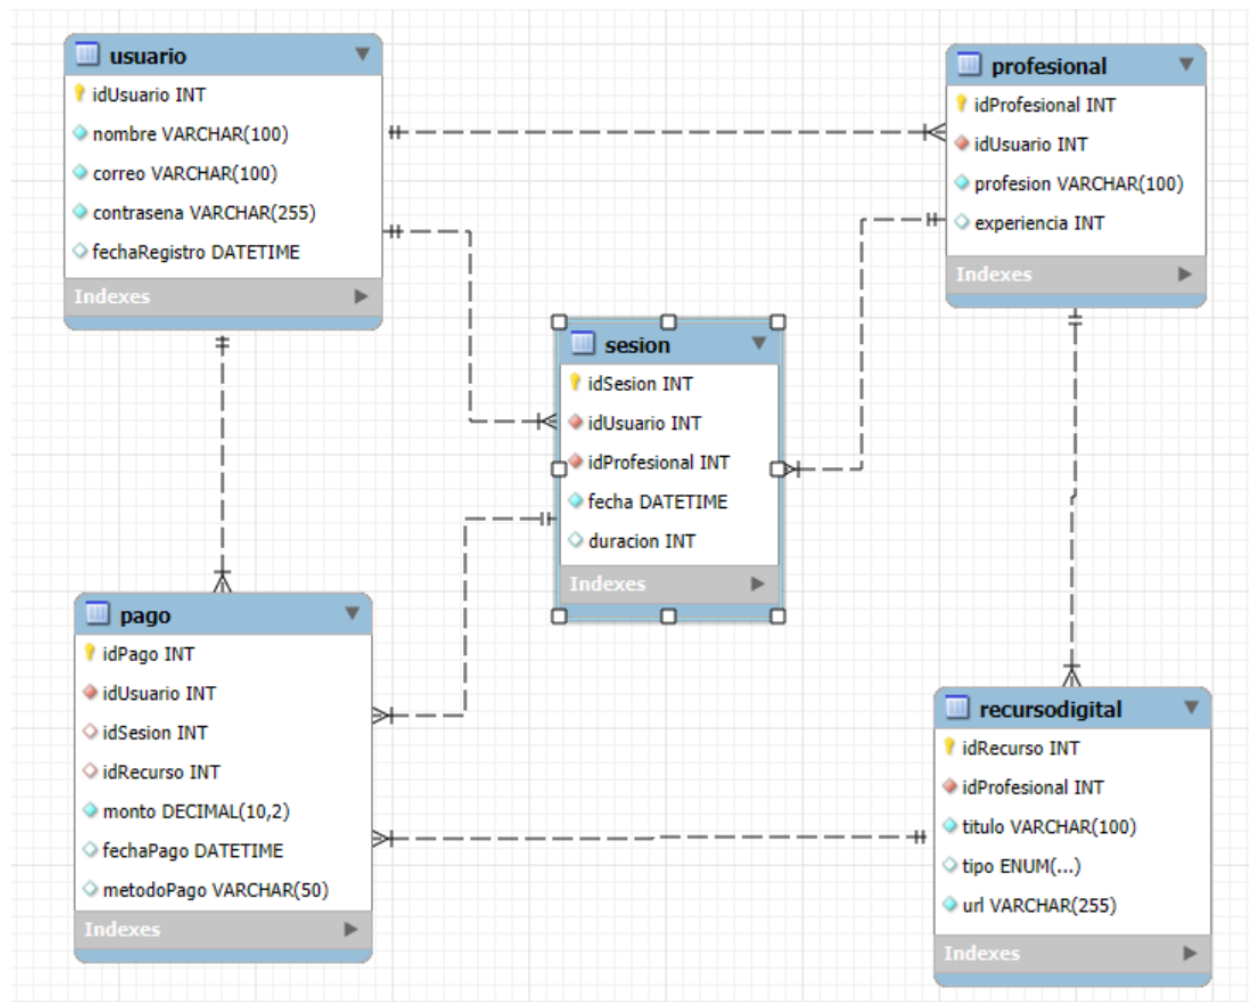 usuario
idUsuario INT
nombre VARCHAR(100)
correo VARCHAR(100)
contrasena VARCHAR(255)
fechaRegistro DATETIME
Indexes
profesional
idProfesional INT
idUsuario INT
profesion VARCHAR(100)
experiencia INT
Indexes
sesion
idSesion INT
idUsuario INT
idProfesional INT
fecha DATETIME
duracion INT
Indexes
pago
idPago INT
idUsuario INT
idSesion INT
idRecurso INT
monto DECIMAL(10,2)
fechaPago DATETIME
metodoPago VARCHAR(50)
Indexes
recursodigital
idRecurso INT
idProfesional INT
titulo VARCHAR(100)
tipo ENUM(...)
url VARCHAR(255)
Indexes